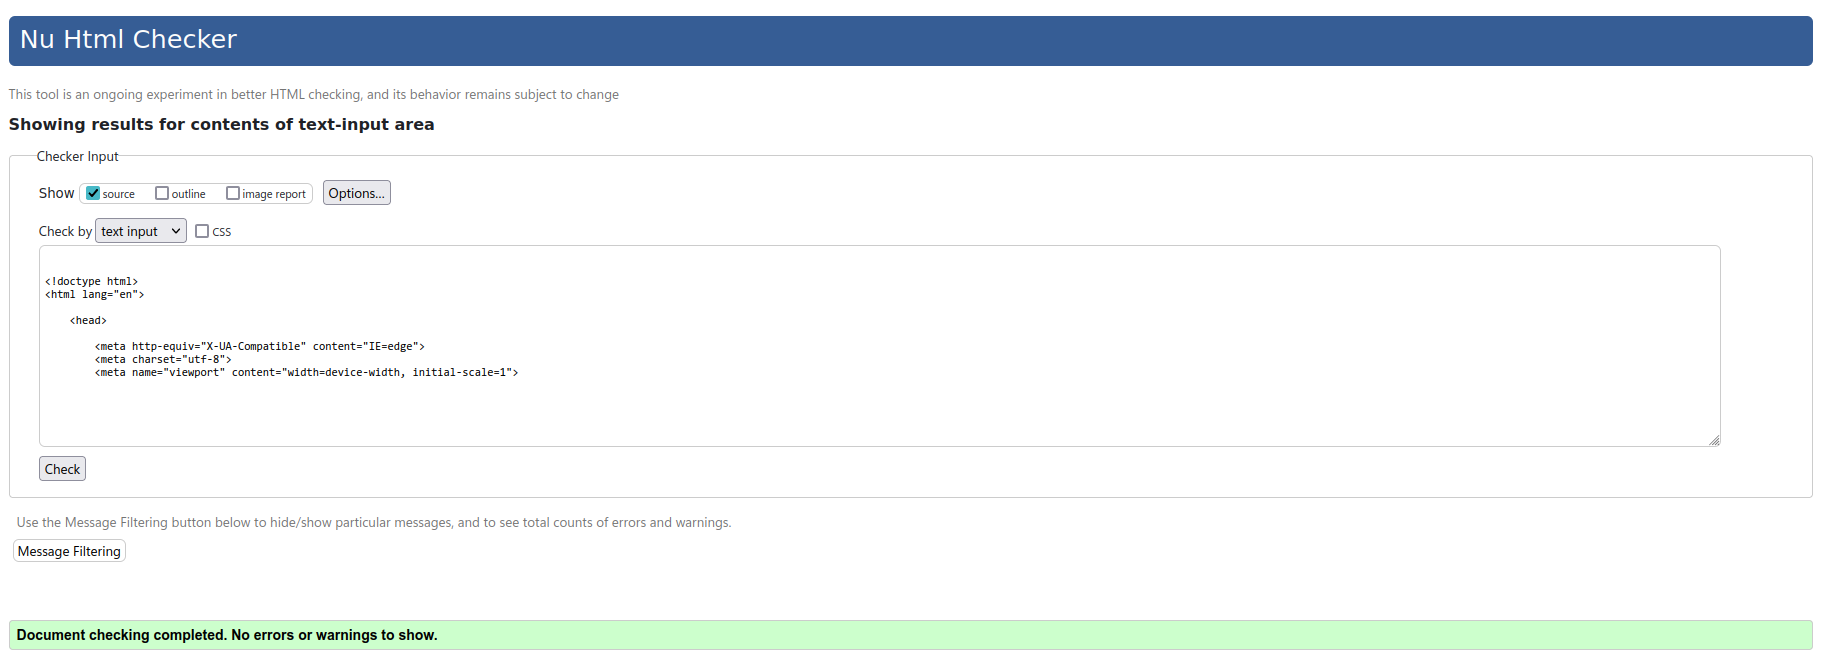 Nu Html Checker
This tool is an ongoing experiment in better HTML checking, and its behavior remains subject to change
Showing results for contents of text-input area
Checker Input
Show source outline image report Options...
Check by text input CSS
<!doctype html>
<html lang="en">
<head>
<meta http-equiv="X-UA-Compatible" content="IE=edge">
<meta charset="utf-8">
<meta name="viewport" content="width=device-width, initial-scale=1">
Check
Use the Message Filtering button below to hide/show particular messages, and to see total counts of errors and warnings.
Message Filtering
Document checking completed. No errors or warnings to show.